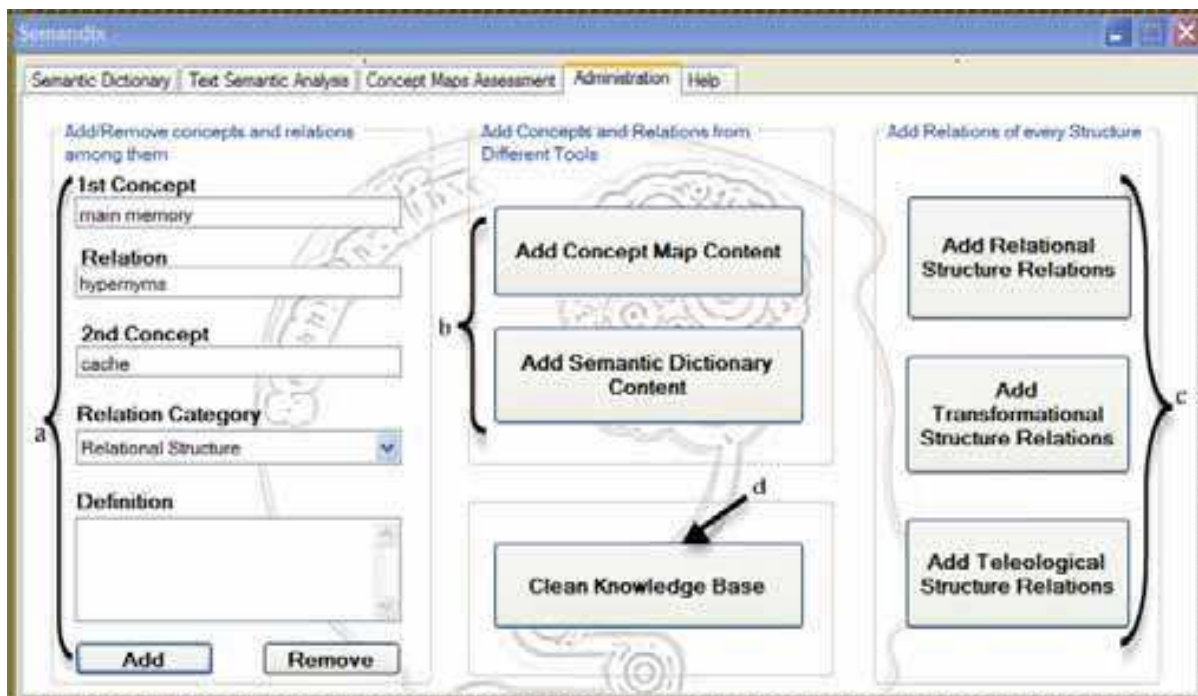 Semandix
Semantic Dictionary
Text Semantic Analysis
Concept Maps Assessment
Administration
Help
Add/Remove concepts and relations
among them
1st Concept
main memory
Relation
hypernyms
2nd Concept
cache
Relation Category
Relational Structure
Definition
Add
Remove
a
Add Concepts and Relations from
Different Tools
Add Concept Map Content
Add Semantic Dictionary
Content
b
d
Clean Knowledge Base
Add Relations of every Structure
Add Relational
Structure Relations
Add
Transformational
Structure Relations
Add Teleological
Structure Relations
c